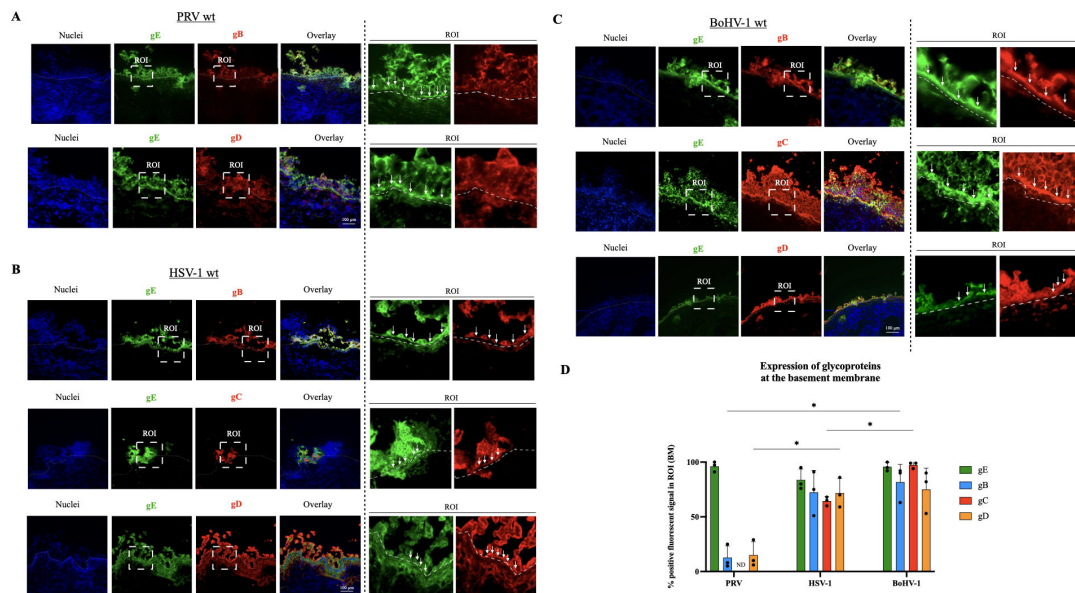 A
PRV wt
Nuclei gE gB Overlay ROI
ROI ROI
Nuclei gE gD Overlay ROI
ROI ROI
100 µm
B
HSV-1 wt
Nuclei gE gB Overlay ROI
ROI ROI
Nuclei gE gC Overlay ROI
ROI ROI
Nuclei gE gD Overlay ROI
ROI ROI
100 µm
C
BoHV-1 wt
Nuclei gE gB Overlay ROI
ROI ROI
Nuclei gE gC Overlay ROI
ROI ROI
Nuclei gE gD Overlay ROI
ROI ROI
100 µm
D
Expression of glycoproteins
at the basement membrane
% positive fluorescent signal in ROI (BM)
100
50
0
*
*
*
ND
PRV HSV-1 BoHV-1
gE
gB
gC
gD